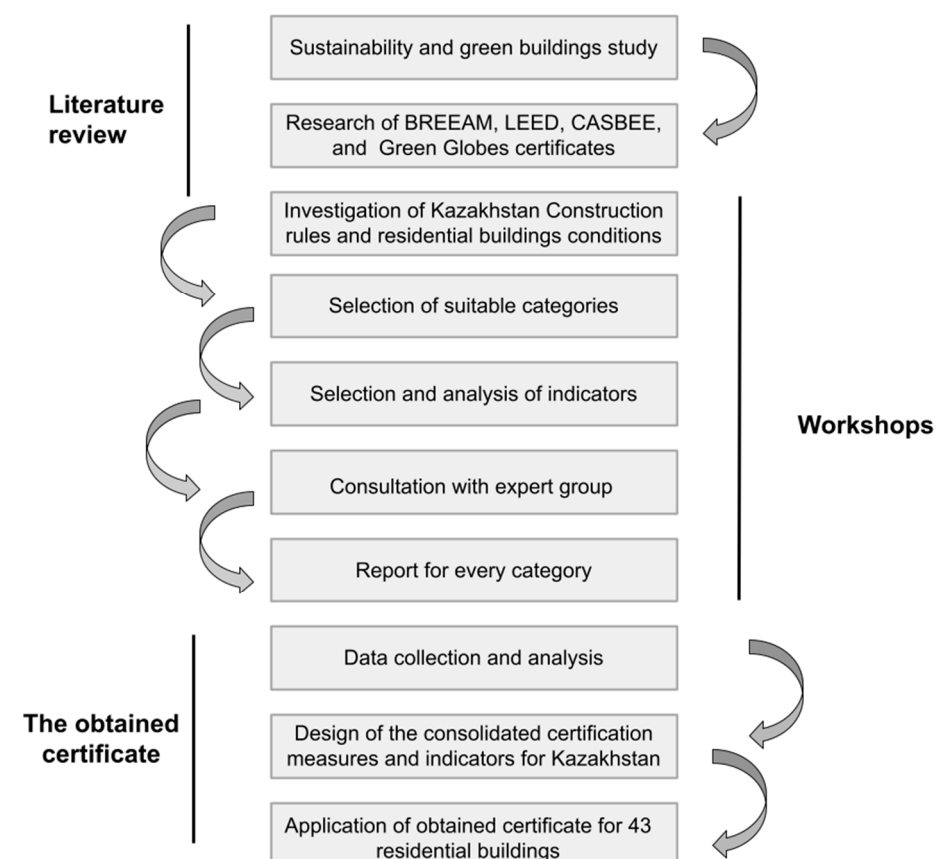 Sustainability and green buildings study
Literature
review
Research of BREEAM, LEED, CASBEE,
and Green Globes certificates
Investigation of Kazakhstan Construction
rules and residential buildings conditions
Selection of suitable categories
Selection and analysis of indicators
Workshops
Consultation with expert group
Report for every category
Data collection and analysis
The obtained
certificate
Design of the consolidated certification
measures and indicators for Kazakhstan
Application of obtained certificate for 43
residential buildings